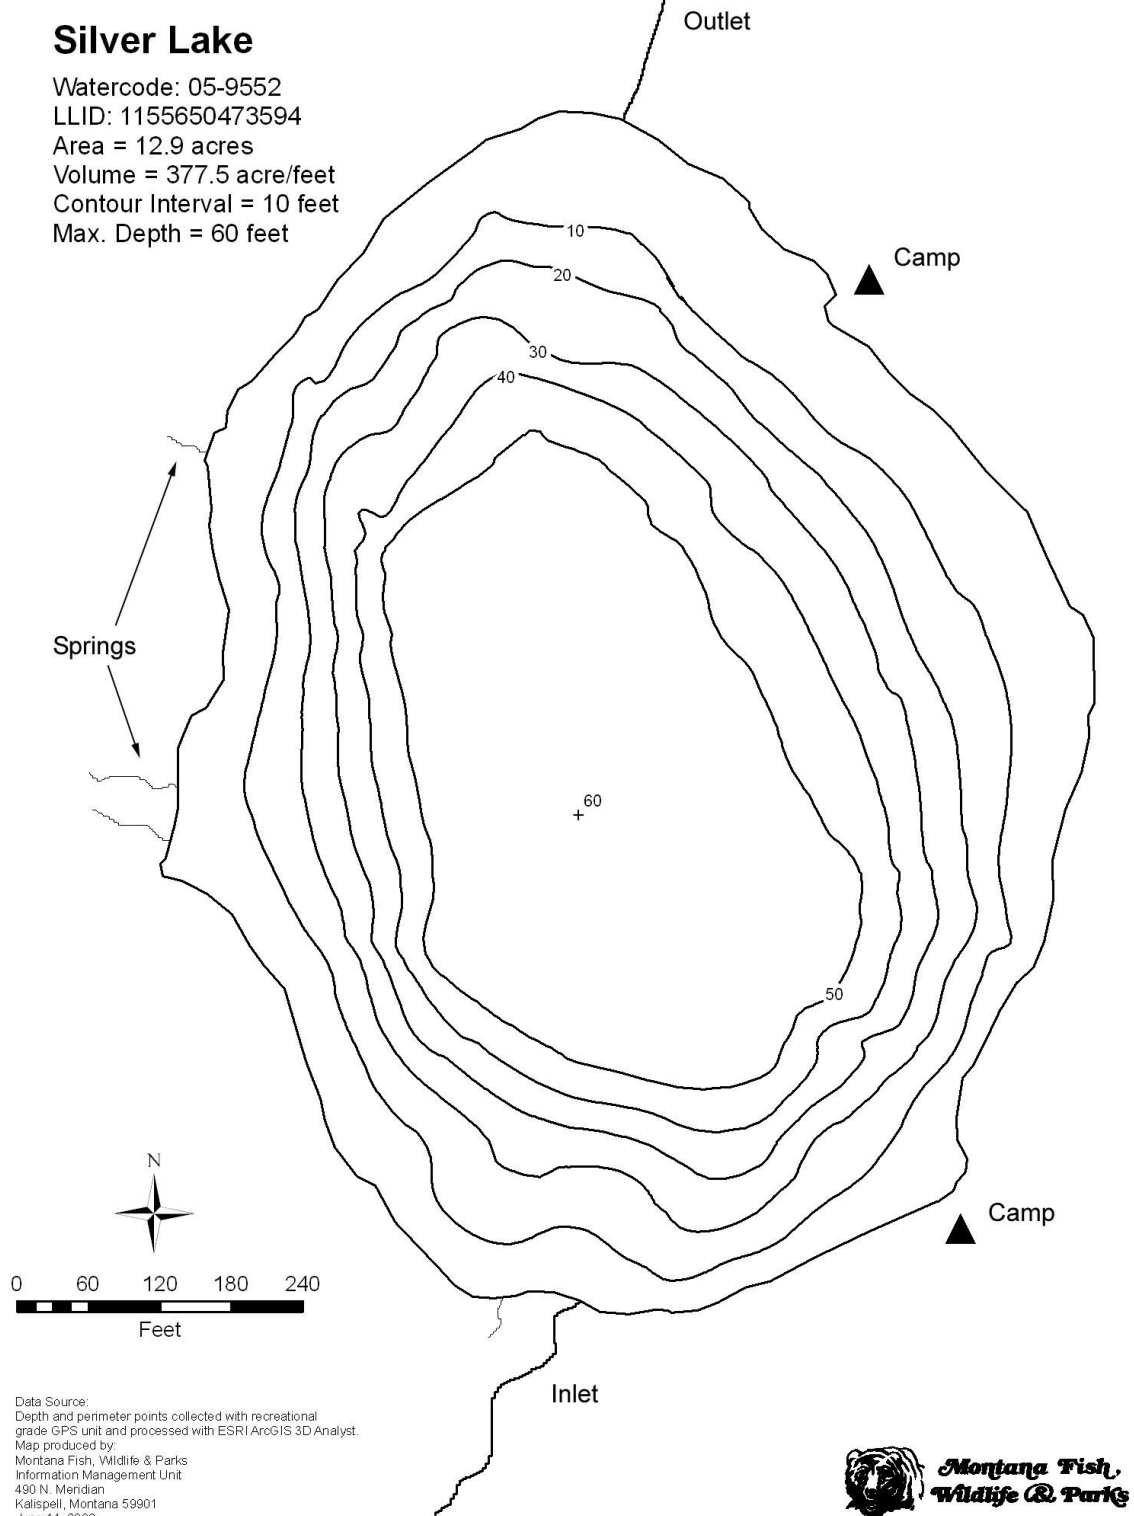 Silver Lake
Outlet
Watercode: 05-9552
LLID: 1155650473594
Area = 12.9 acres
Volume = 377.5 acre/feet
Contour Interval = 10 feet
Max. Depth = 60 feet
10
Camp
20
30
40
Springs
60
50
N
Camp
0 60 120 180 240
Feet
Inlet
Data Source:
Depth and perimeter points collected with recreational
grade GPS unit and processed with ESRI ArcGIS 3D Analyst.
Map produced by:
Montana Fish, Wildlife & Parks
Information Management Unit
490 N. Meridian
Kalispell, Montana 59901
Montana Fish,
Wildlife & Parks